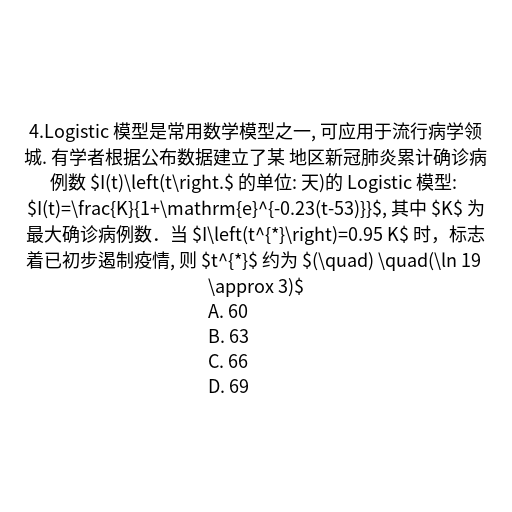 4.Logistic 模型是常用数学模型之一, 可应用于流行病学领
城. 有学者根据公布数据建立了某 地区新冠肺炎累计确诊病
例数 $I(t)\left(t\right.$ 的单位: 天)的 Logistic 模型:
$I(t)=\frac{K}{1+\mathrm{e}^{-0.23(t-53)}}$, 其中 $K$ 为
最大确诊病例数．当 $I\left(t^{*}\right)=0.95 K$ 时，标志
着已初步遏制疫情, 则 $t^{*}$ 约为 $(\quad) \quad(\ln 19
\approx 3)$
A. 60
B. 63
C. 66
D. 69